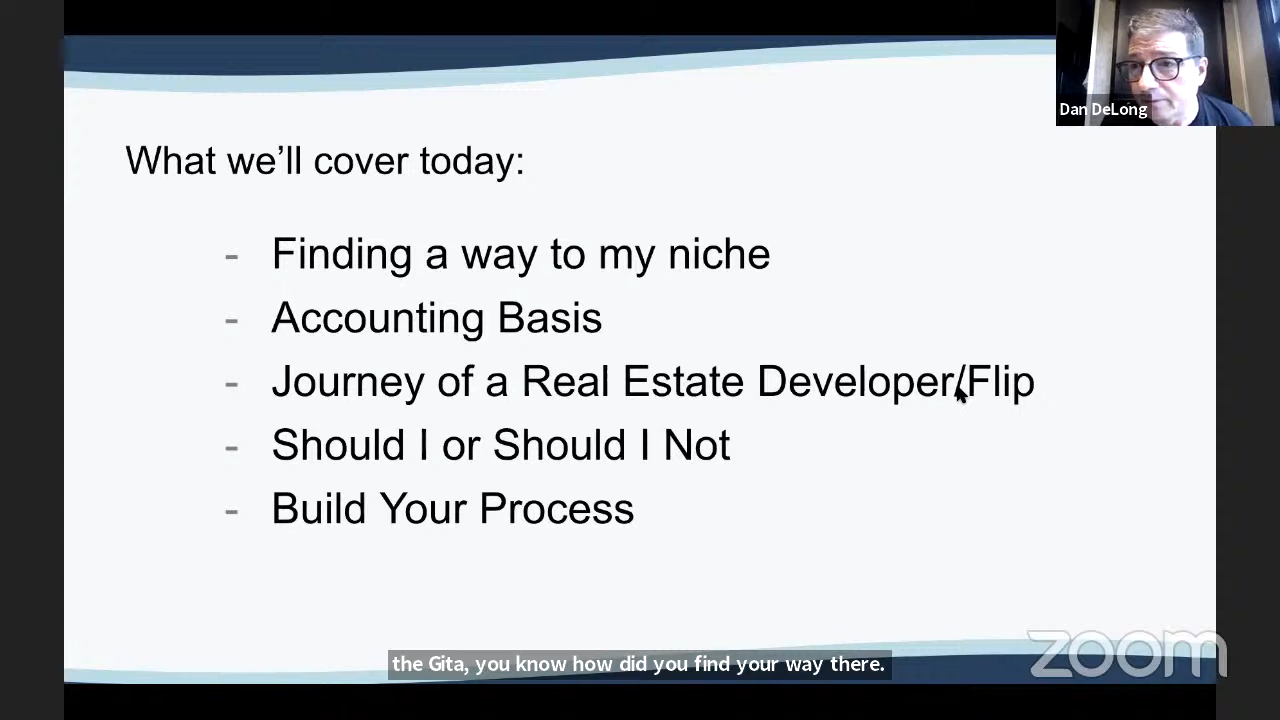 Dan DeLong
What we’ll cover today:
- Finding a way to my niche
- Accounting Basis
- Journey of a Real Estate Developer/Flip
- Should I or Should I Not
- Build Your Process
the Gita, you know how did you find your way there.
zoom